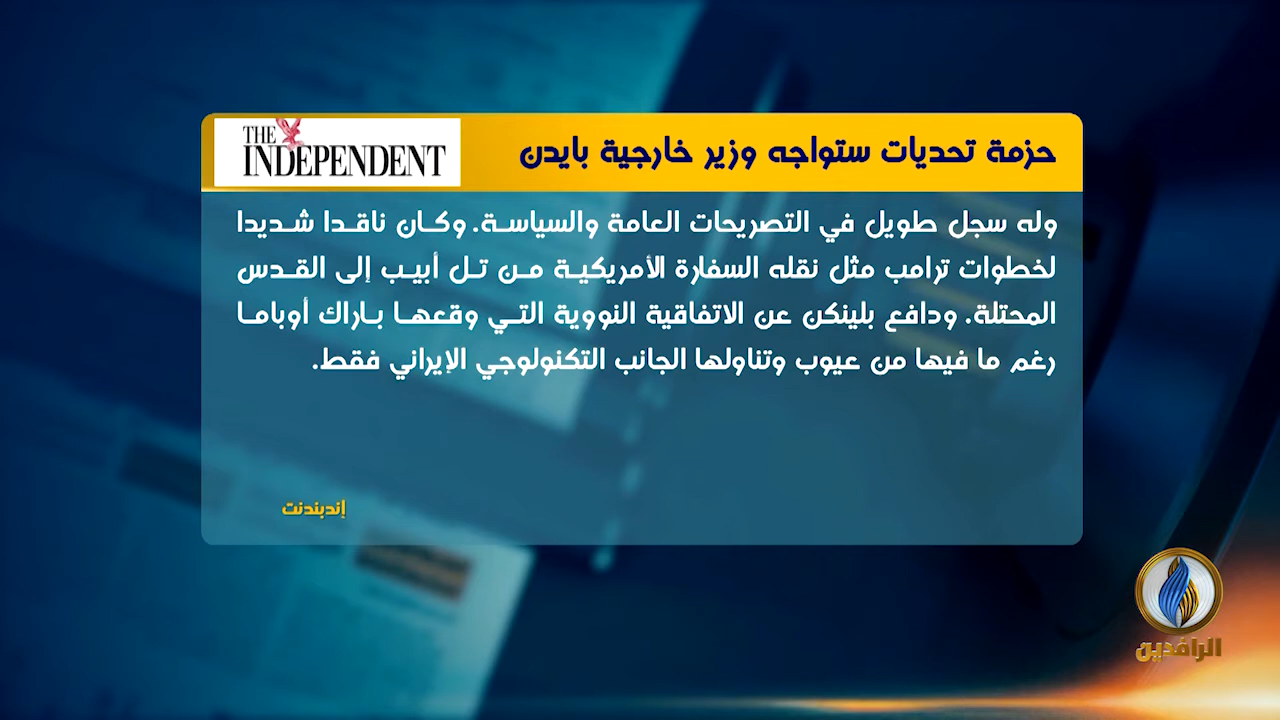 حزمة تحديات ستواجه وزير خارجية بايدن
THE
INDEPENDENT
وله سجل طويل في التصريحات العامة والسياسة. وكان ناقدا شديدا
لخطوات ترامب مثل نقله السفارة الأمريكية من تل أبيب إلى القدس
المحتلة. ودافع بلينكن عن الاتفاقية النووية التي وقعها باراك أوباما
رغم ما فيها من عيوب وتناولها الجانب التكنولوجي الإيراني فقط.
إندبندنت
الرافدين